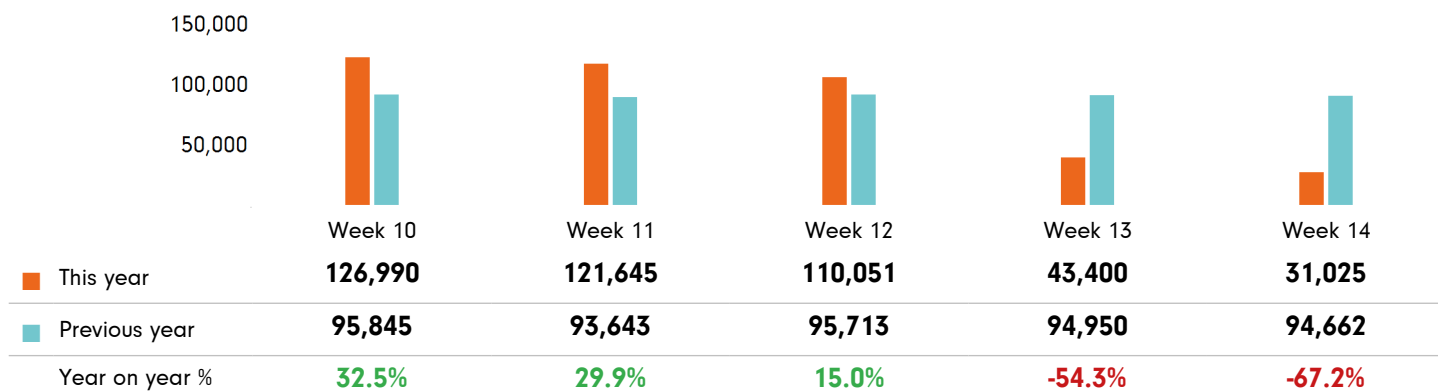 150,000
100,000
50,000
Week 10 Week 11 Week 12 Week 13 Week 14
This year 126,990 121,645 110,051 43,400 31,025
Previous year 95,845 93,643 95,713 94,950 94,662
Year on year % 32.5% 29.9% 15.0% -54.3% -67.2%